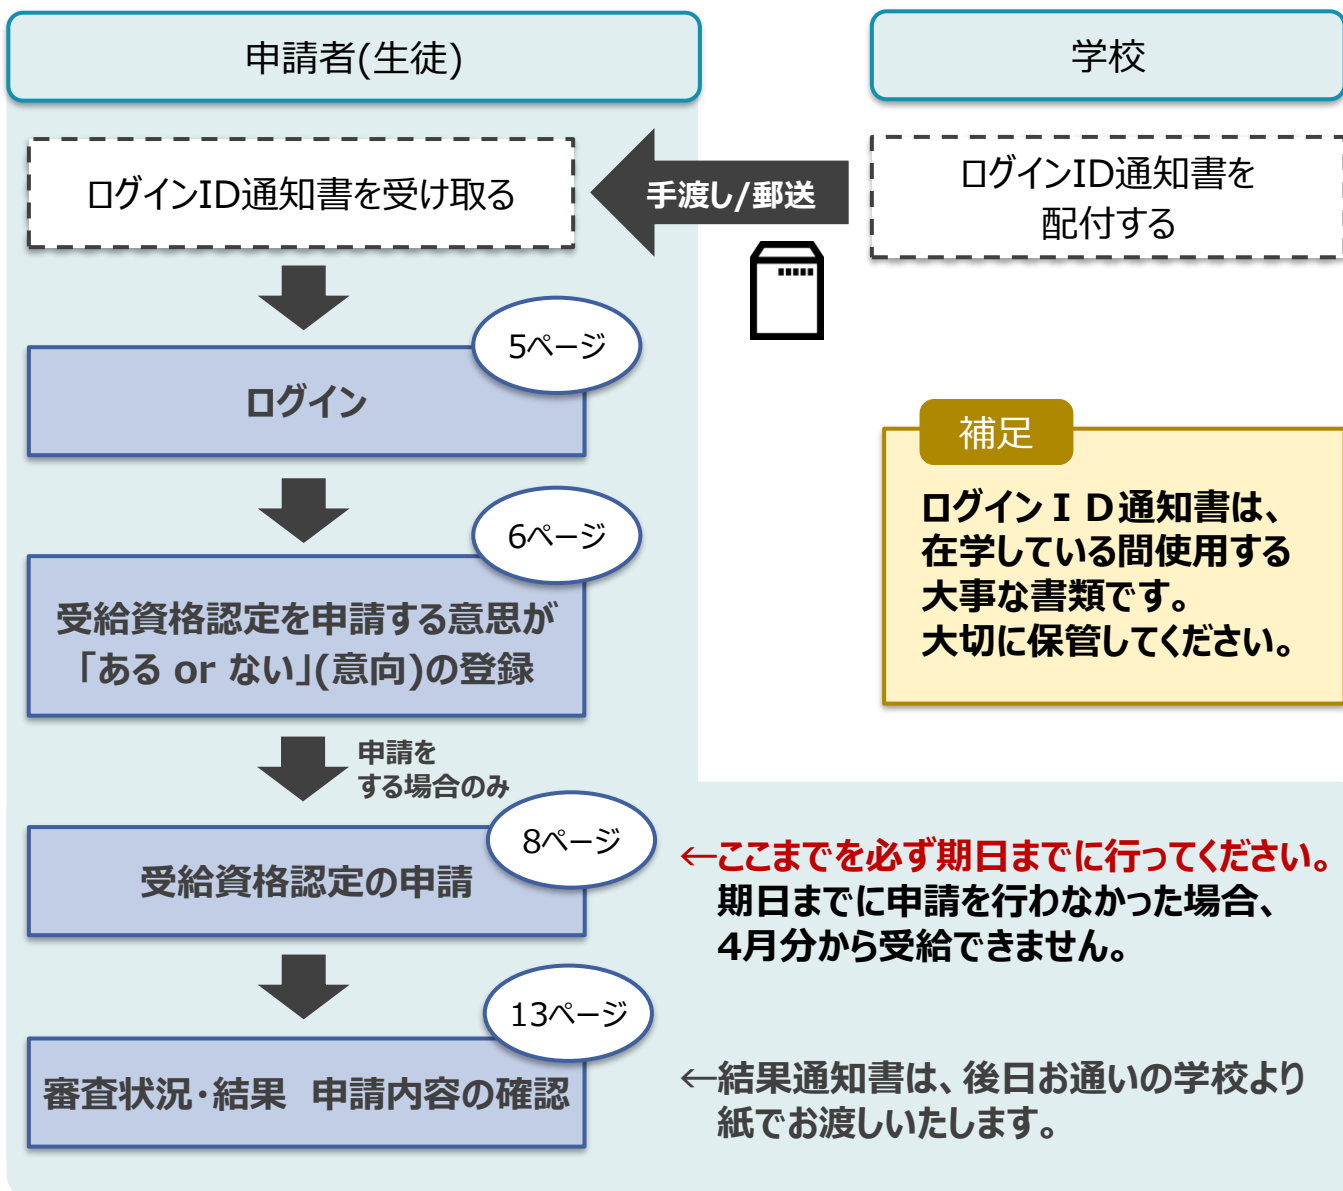 申請者(生徒)
学校
ログインID通知書を受け取る
手渡し/郵送
ログインID通知書を
配付する
5ページ
ログイン
補足
ログインＩＤ通知書は、
在学している間使用する
大事な書類です。
大切に保管してください。
6ページ
受給資格認定を申請する意思が
「ある or ない」(意向)の登録
申請を
する場合のみ
8ページ
受給資格認定の申請
←ここまでを必ず期日までに行ってください。
期日までに申請を行わなかった場合、
4月分から受給できません。
13ページ
審査状況・結果　申請内容の確認
←結果通知書は、後日お通いの学校より
紙でお渡しいたします。